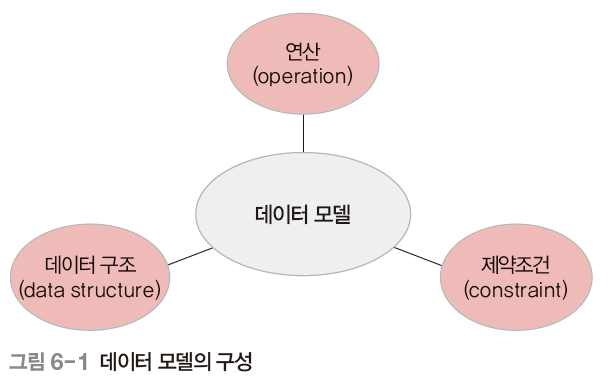 연산
(operation)
데이터 모델
데이터 구조
(data structure)
제약조건
(constraint)
그림 6-1 데이터 모델의 구성